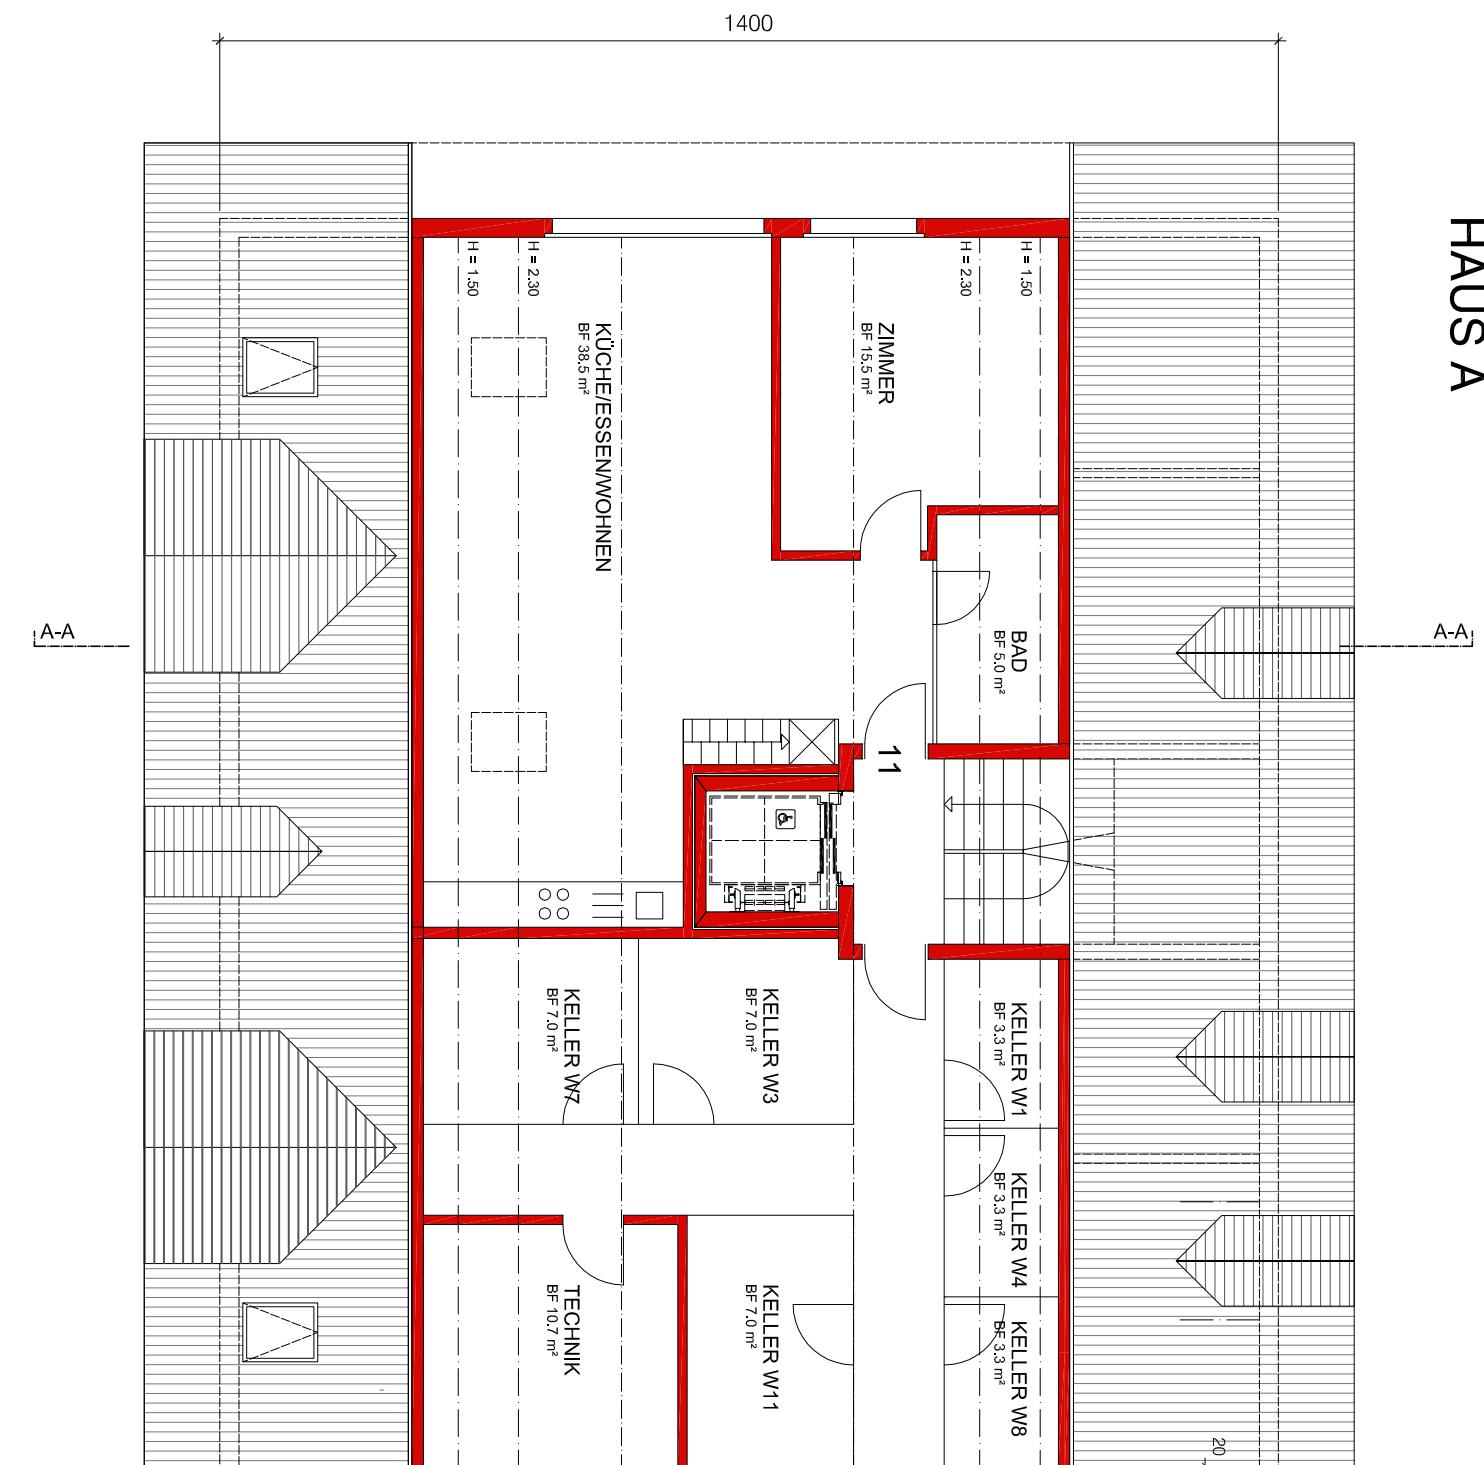 1400
HAUS A
H = 1.50
H = 2.30
H = 2.30
H = 1.50
KÜCHE/ESSEN/WOHNEN
BF 38.5 m²
ZIMMER
BF 15.5 m²
A-A
A-A
BAD
BF 5.0 m²
11
KELLER W7
BF 7.0 m²
KELLER W3
BF 7.0 m²
KELLER W1
BF 3.3 m²
KELLER W4
BF 3.3 m²
TECHNIK
BF 10.7 m²
KELLER W11
BF 7.0 m²
KELLER W8
BF 3.3 m²
20